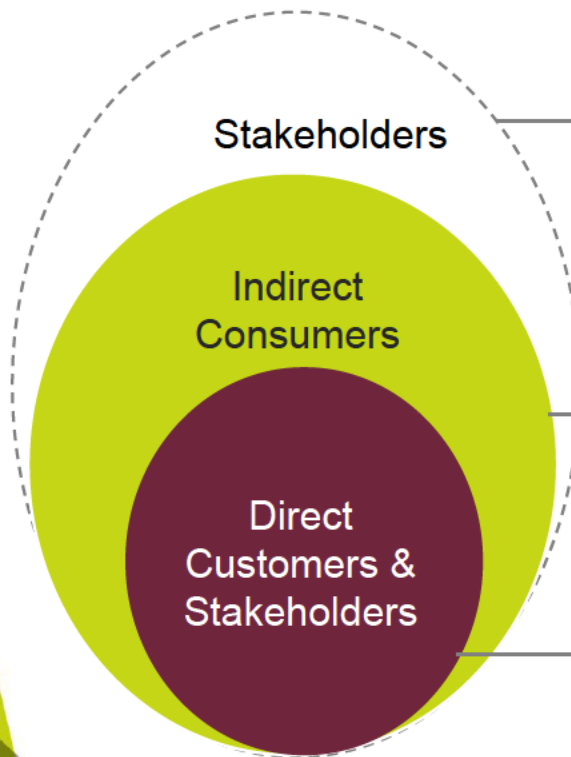 Stakeholders
Indirect
Consumers
Direct
Customers &
Stakeholders